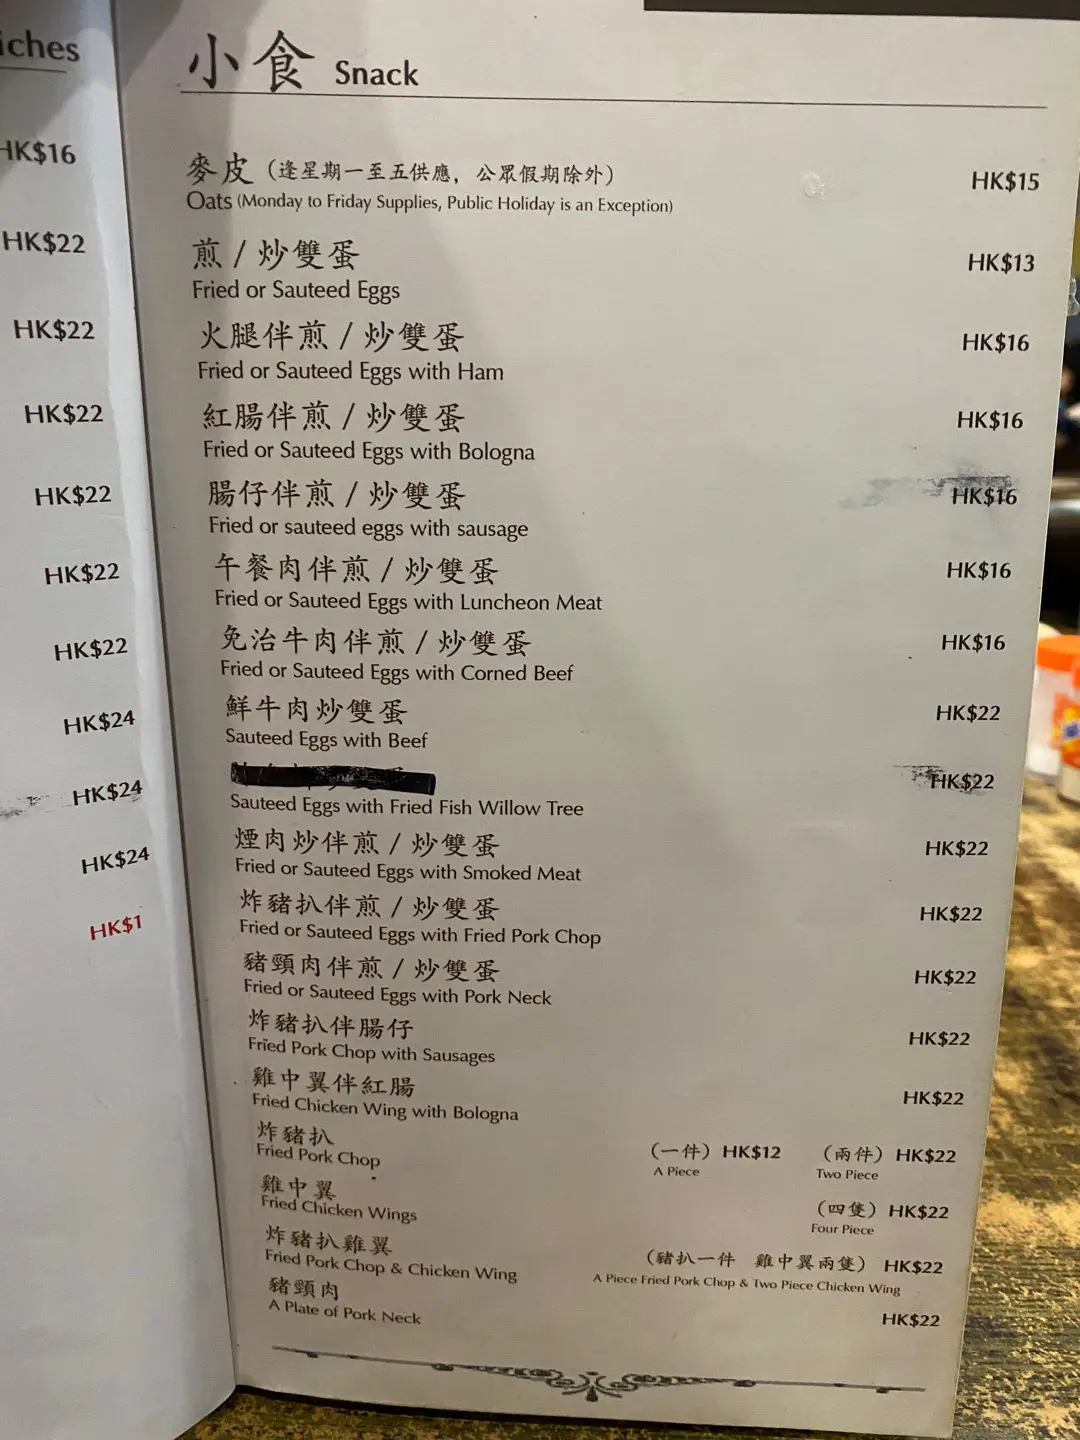 iches
HK$16
HK$22
HK$22
HK$22
HK$22
HK$22
HK$22
HK$24
HK$24
HK$24
HK$1
小食 Snack
麥皮（逢星期一至五供應，公眾假期除外） HK$15
Oats (Monday to Friday Supplies, Public Holiday is an Exception)
煎 / 炒雙蛋 HK$13
Fried or Sauteed Eggs
火腿伴煎 / 炒雙蛋 HK$16
Fried or Sauteed Eggs with Ham
紅腸伴煎 / 炒雙蛋 HK$16
Fried or Sauteed Eggs with Bologna
腸仔伴煎 / 炒雙蛋 HK$16
Fried or sauteed eggs with sausage
午餐肉伴煎 / 炒雙蛋 HK$16
Fried or Sauteed Eggs with Luncheon Meat
免治牛肉伴煎 / 炒雙蛋 HK$16
Fried or Sauteed Eggs with Corned Beef
鮮牛肉炒雙蛋 HK$22
Sauteed Eggs with Beef
HK$22
Sauteed Eggs with Fried Fish Willow Tree
煙肉炒伴煎 / 炒雙蛋 HK$22
Fried or Sauteed Eggs with Smoked Meat
炸豬扒伴煎 / 炒雙蛋 HK$22
Fried or Sauteed Eggs with Fried Pork Chop
豬頸肉伴煎 / 炒雙蛋 HK$22
Fried or Sauteed Eggs with Pork Neck
炸豬扒伴腸仔 HK$22
Fried Pork Chop with Sausages
雞中翼伴紅腸 HK$22
Fried Chicken Wing with Bologna
炸豬扒 （一件）HK$12 （兩件）HK$22
Fried Pork Chop A Piece Two Piece
雞中翼 （四隻）HK$22
Fried Chicken Wings Four Piece
炸豬扒雞翼 （豬扒一件 雞中翼兩隻） HK$22
Fried Pork Chop & Chicken Wing A Piece Fried Pork Chop & Two Piece Chicken Wing
豬頸肉 HK$22
A Plate of Pork Neck